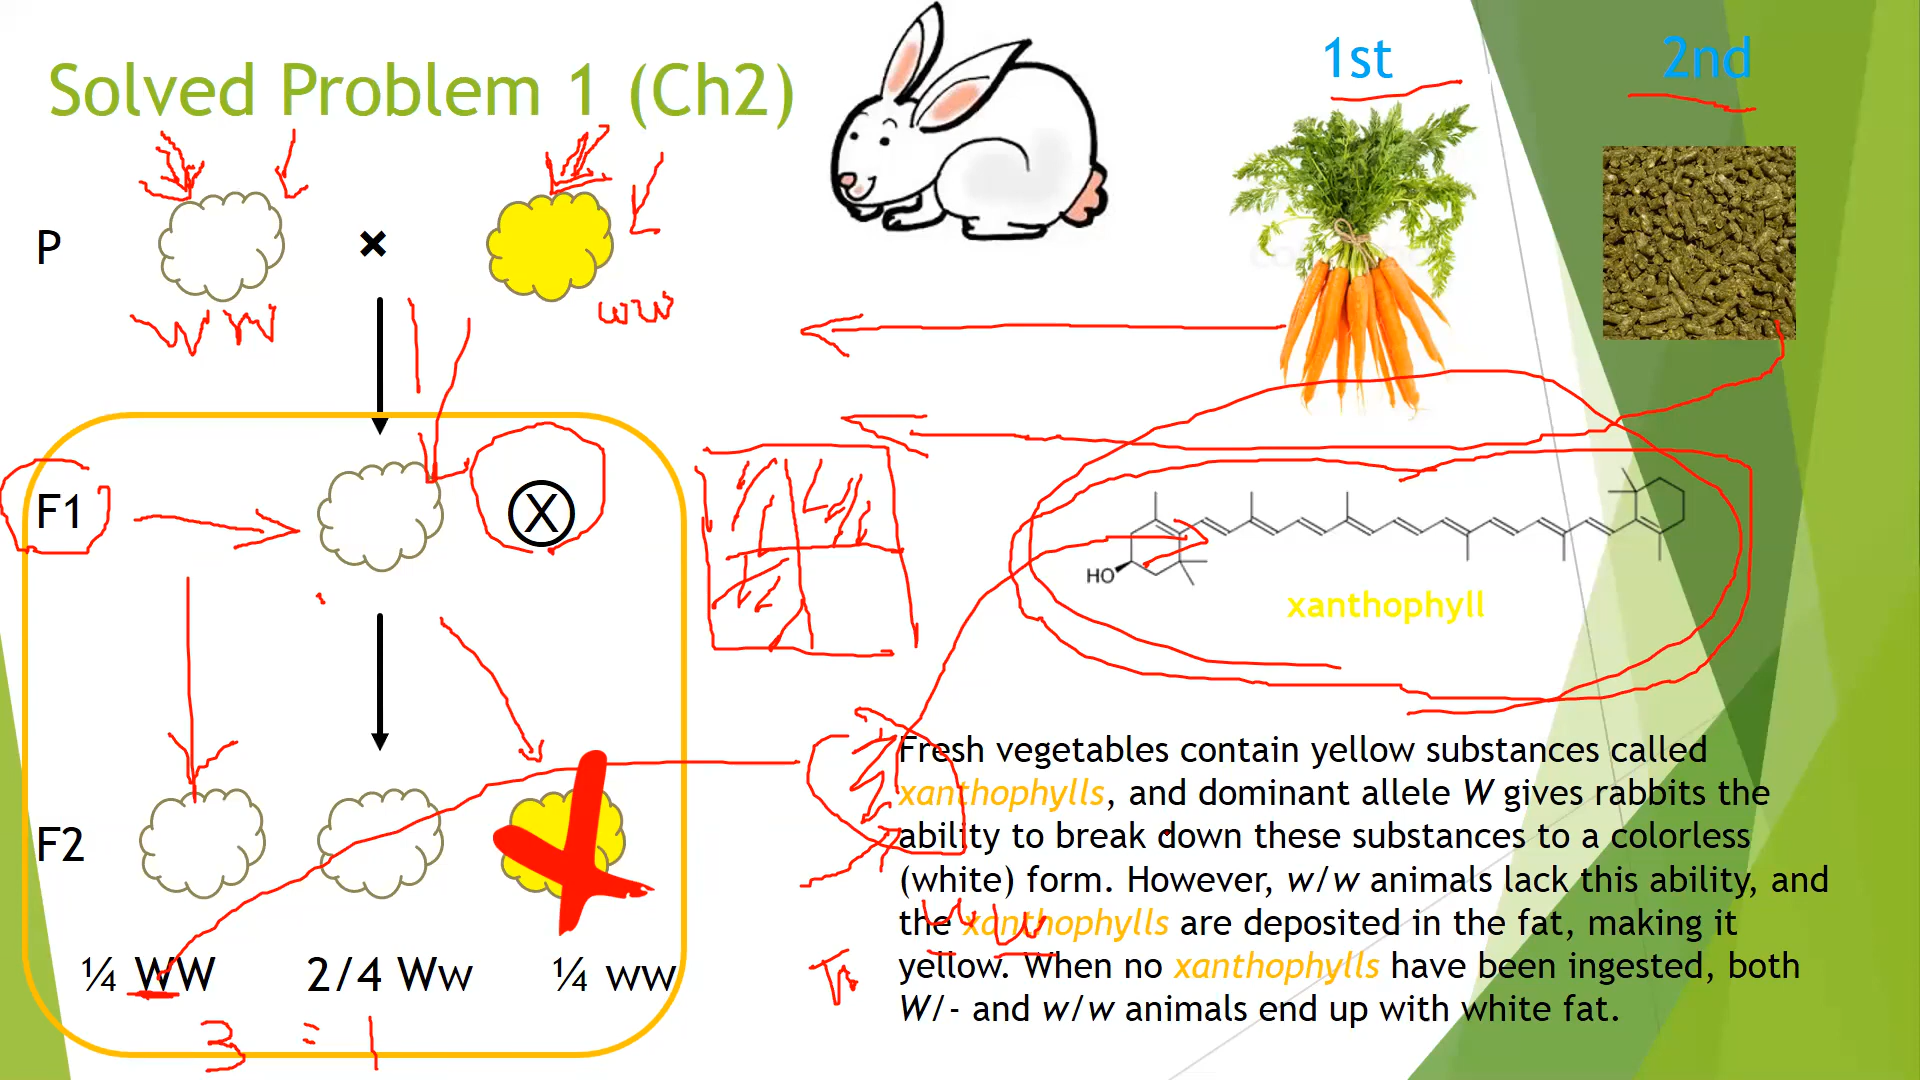 Solved Problem 1 (Ch2)
1st
2nd
P
×
W W
ww
F1
X
HO
xanthophyll
F2
¼ WW
2/4 Ww
¼ ww
3 : 1
Fresh vegetables contain yellow substances called
xanthophylls, and dominant allele W gives rabbits the
ability to break down these substances to a colorless
(white) form. However, w/w animals lack this ability, and
the xanthophylls are deposited in the fat, making it
yellow. When no xanthophylls have been ingested, both
W/- and w/w animals end up with white fat.
w w